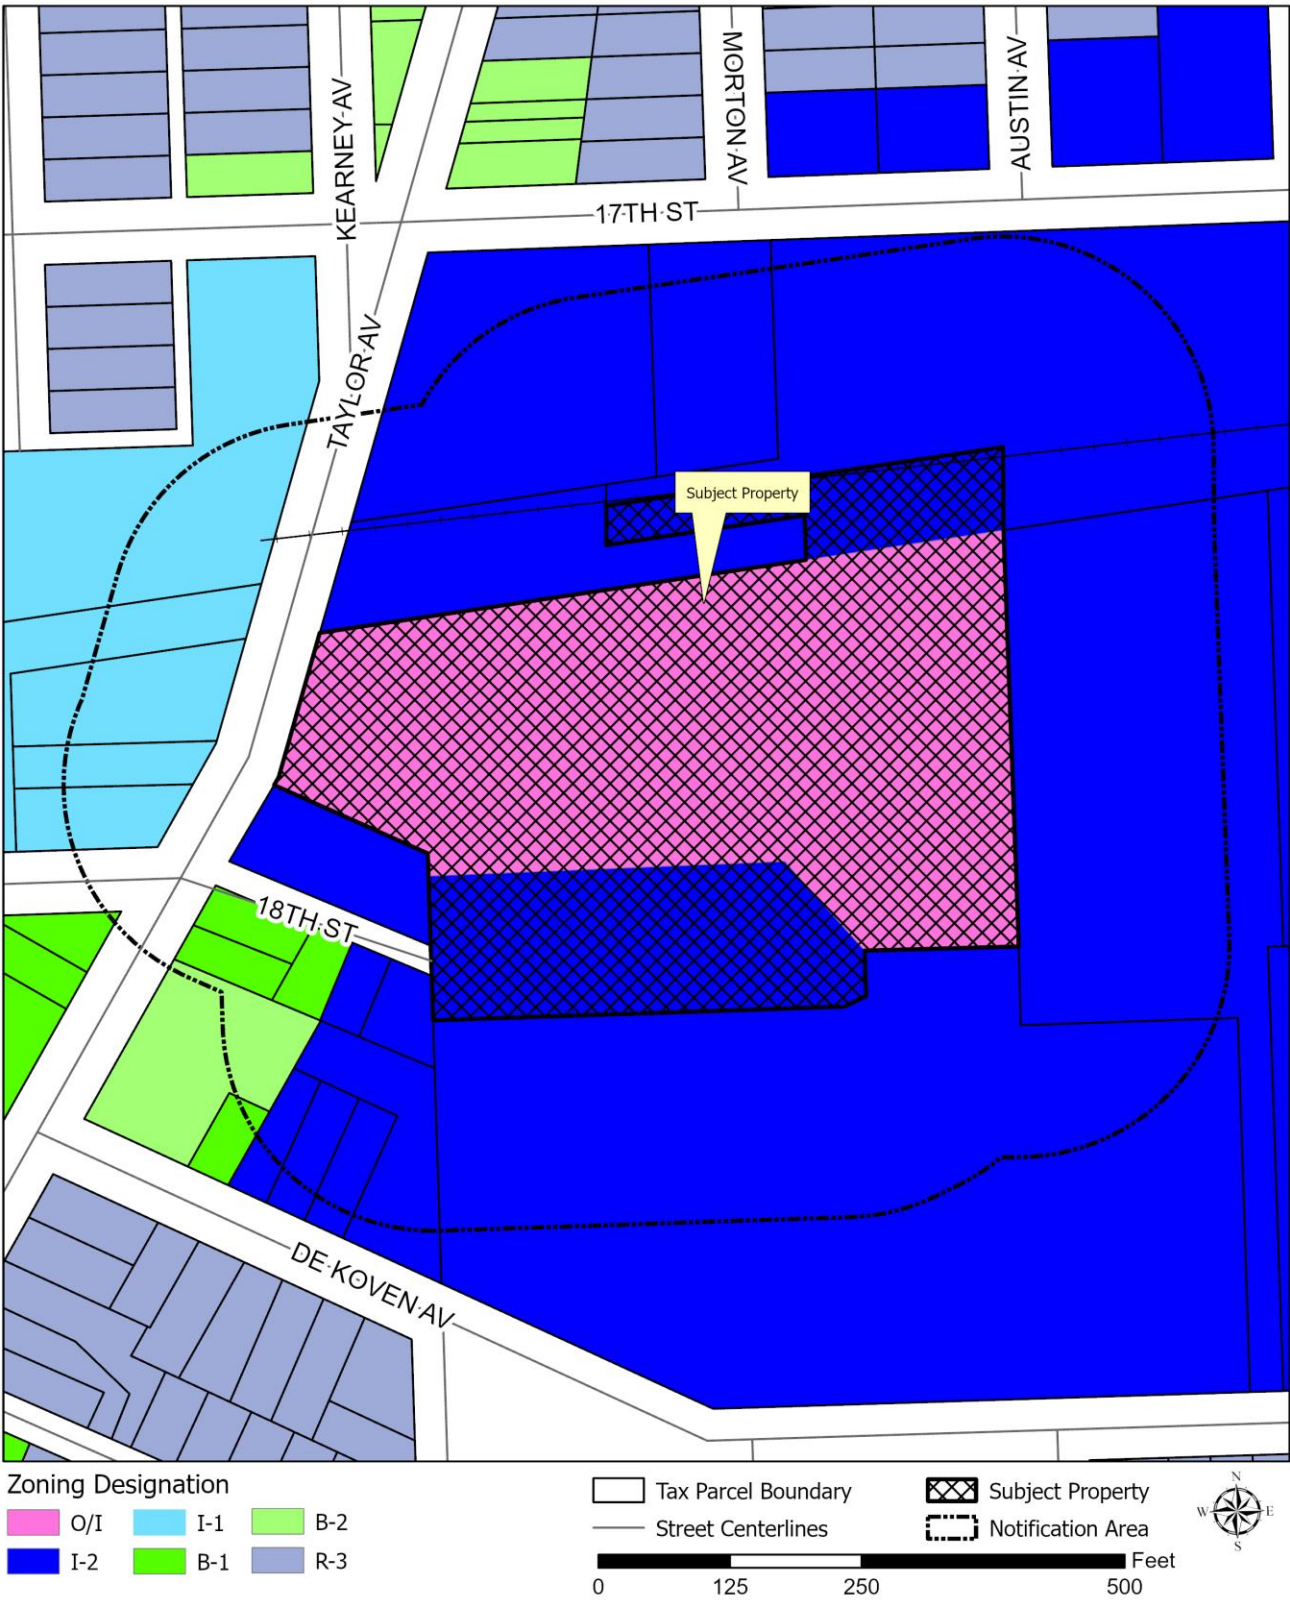 KEARNEY AV
MORTON AV
AUSTIN AV
17TH ST
TAYLOR AV
Subject Property
18TH ST
DE KOVEN AV
Zoning Designation
O/I
I-1
B-2
I-2
B-1
R-3
Tax Parcel Boundary
Street Centerlines
Subject Property
Notification Area
Feet
0 125 250 500
N
W E
S